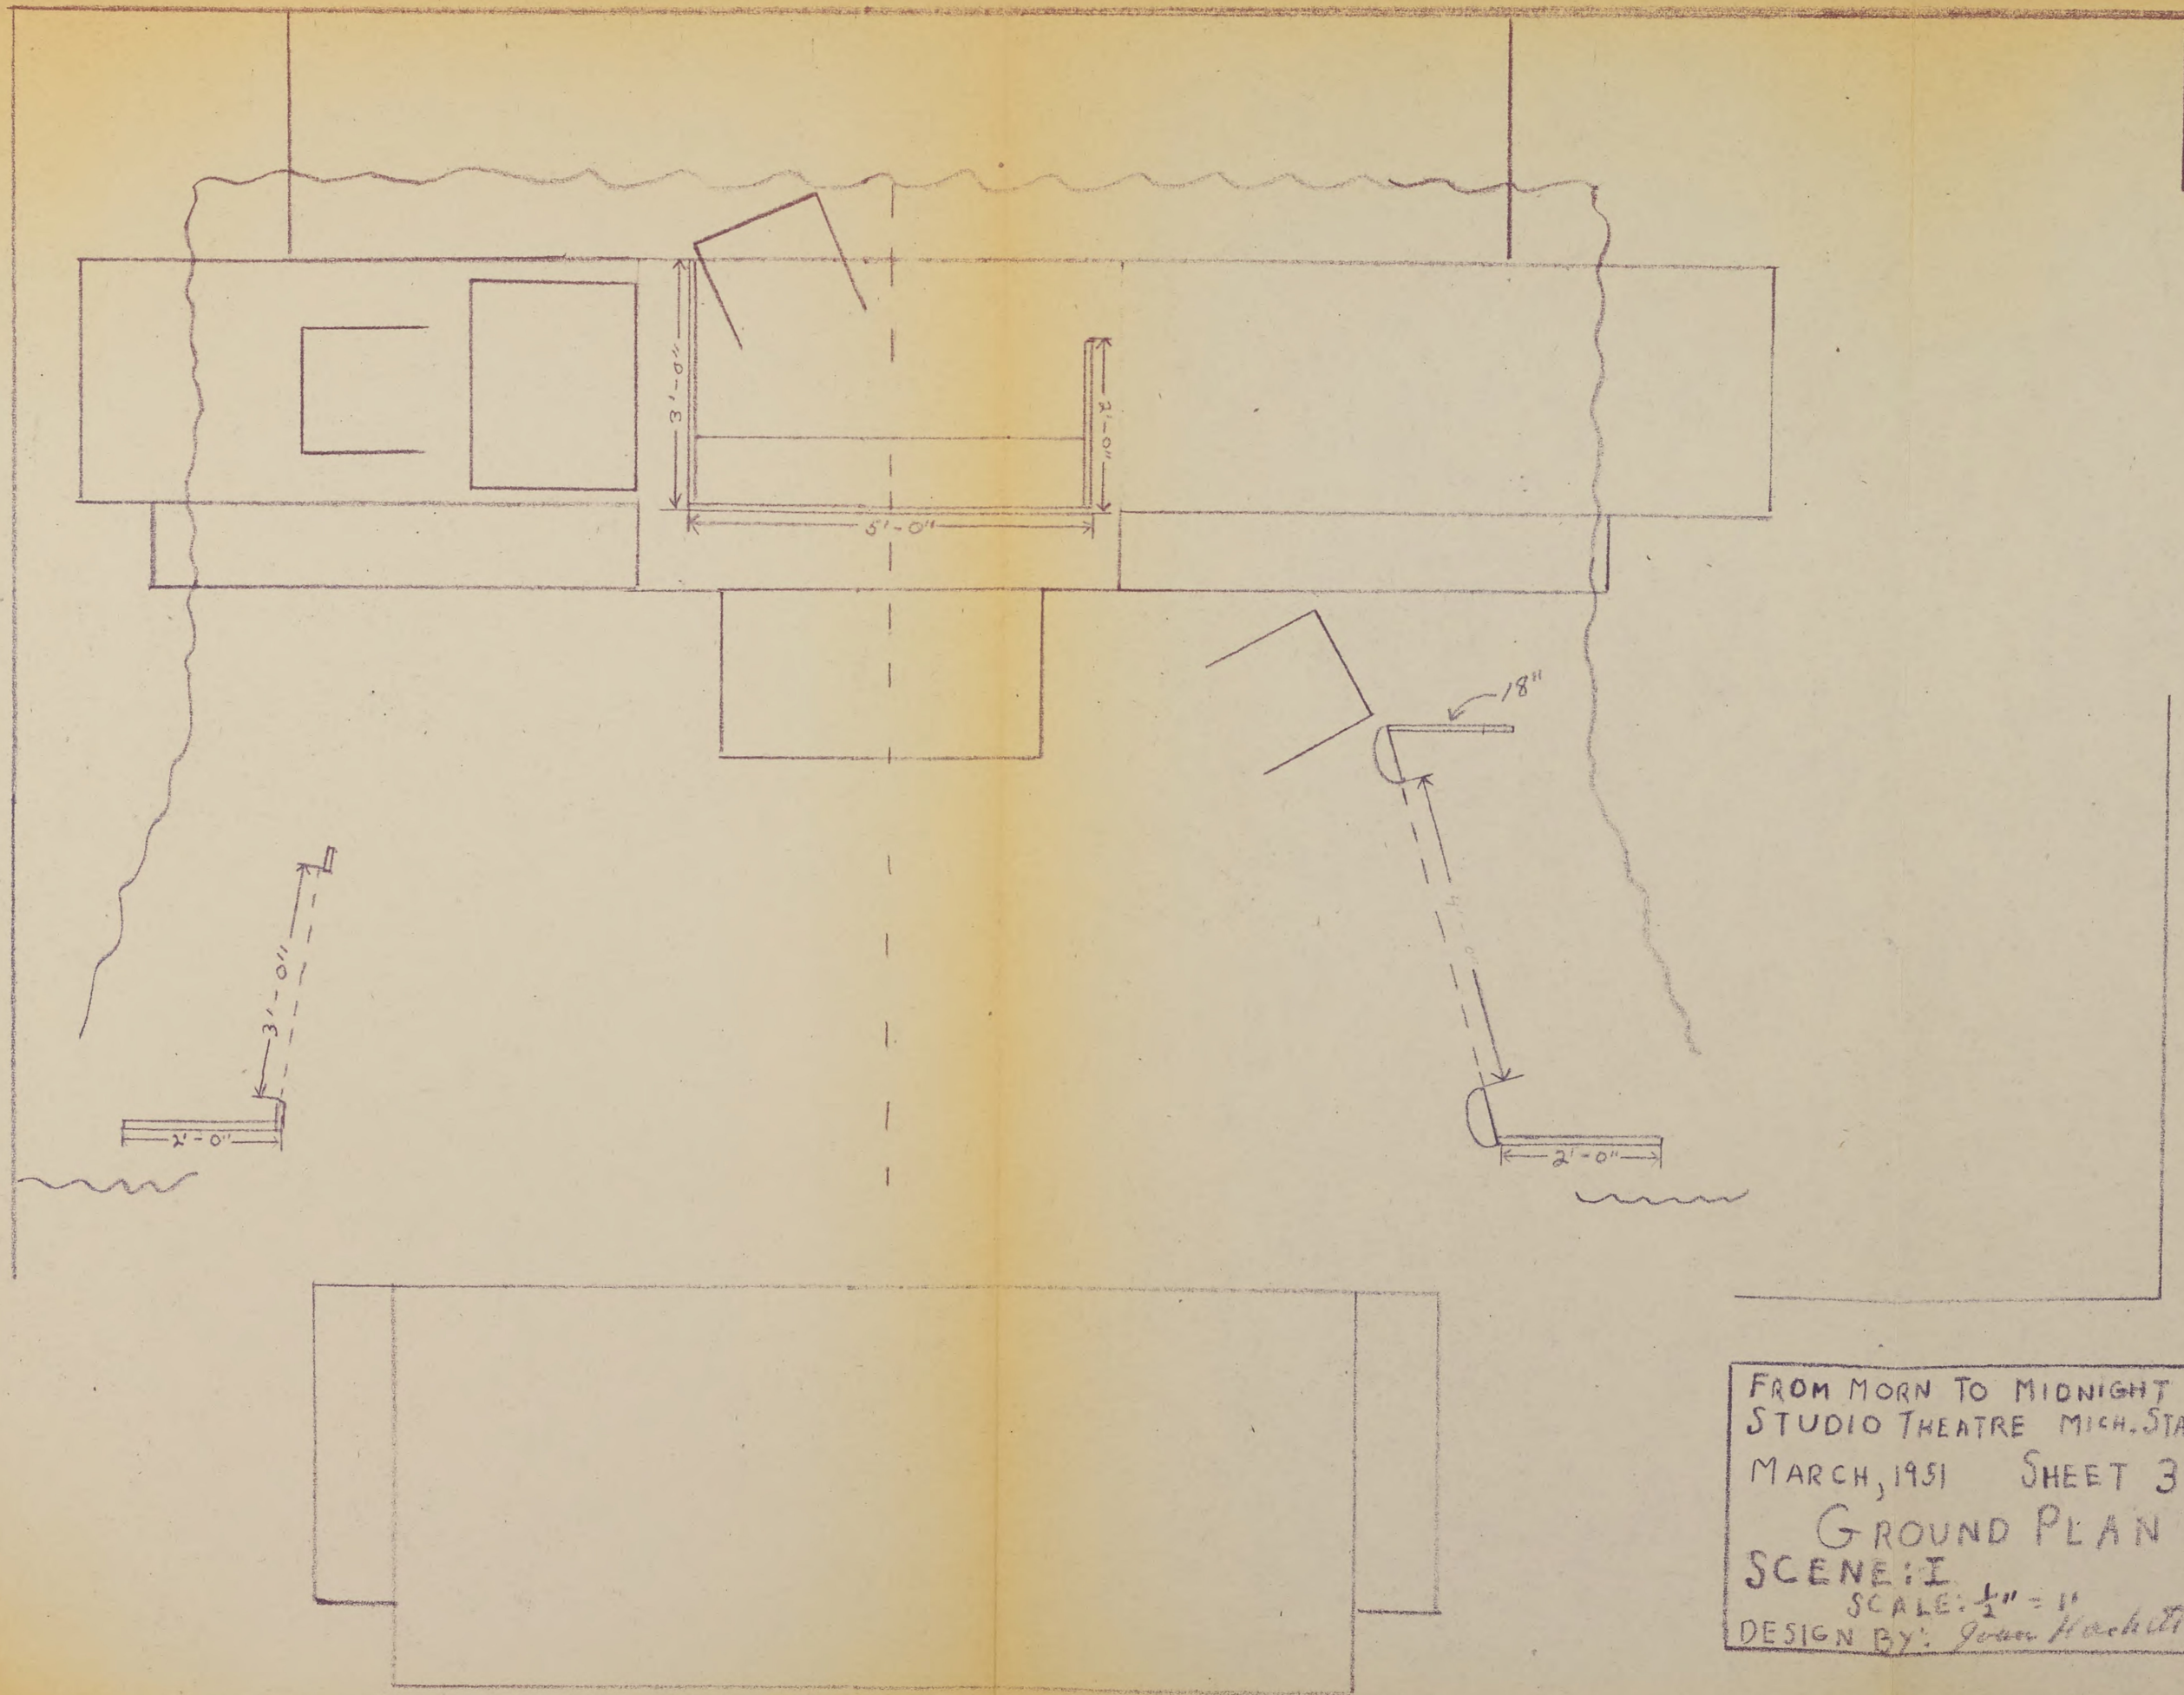 3'-0"
2'-0"
5'-0"
18"
3'-0"
2'-0"
2'-0"
FROM MORN TO MIDNIGHT
STUDIO THEATRE MICH. STA
MARCH, 1951 SHEET 3
GROUND PLAN
SCENE: I
SCALE: ½" = 1'
DESIGN BY: Joan